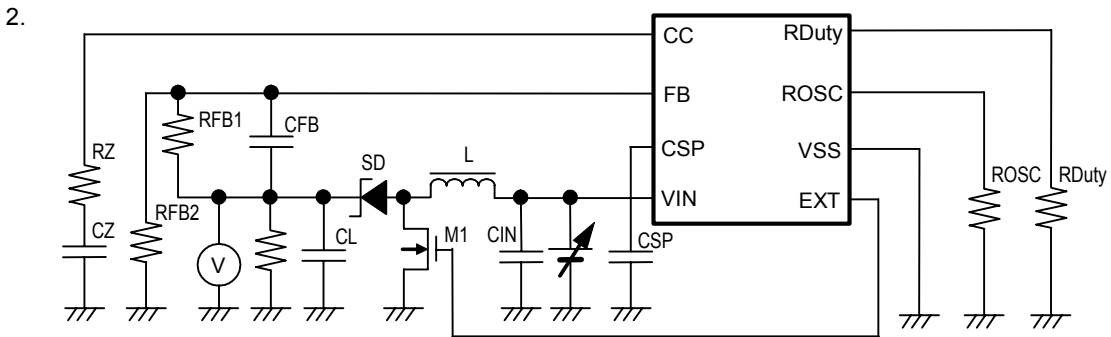 2.
CC
RDuty
FB
ROSC
CSP
VSS
VIN
EXT
RFB1
CFB
RZ
SD
L
ROSC
RDuty
RFB2
CZ
V
CL
M1
CIN
CSP